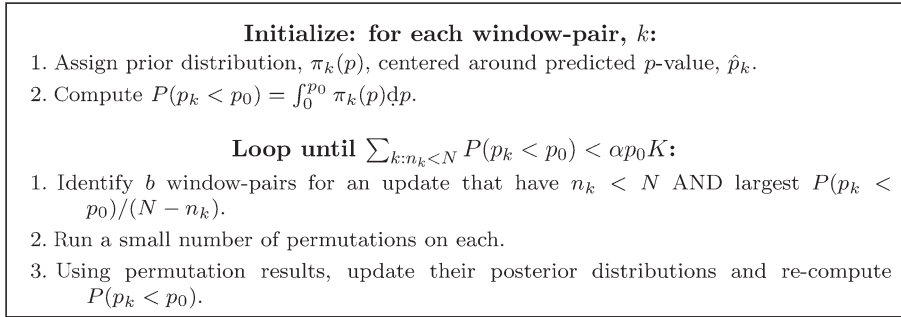 Initialize: for each window-pair, k:
1. Assign prior distribution, π_k(p), centered around predicted p-value, p̂_k.
2. Compute P(p_k < p_0) = ∫_0^{p_0} π_k(p)ḍp.
Loop until ∑_{k:n_k<N} P(p_k < p_0) < αp_0K:
1. Identify b window-pairs for an update that have n_k < N AND largest P(p_k <
p_0)/(N − n_k).
2. Run a small number of permutations on each.
3. Using permutation results, update their posterior distributions and re-compute
P(p_k < p_0).